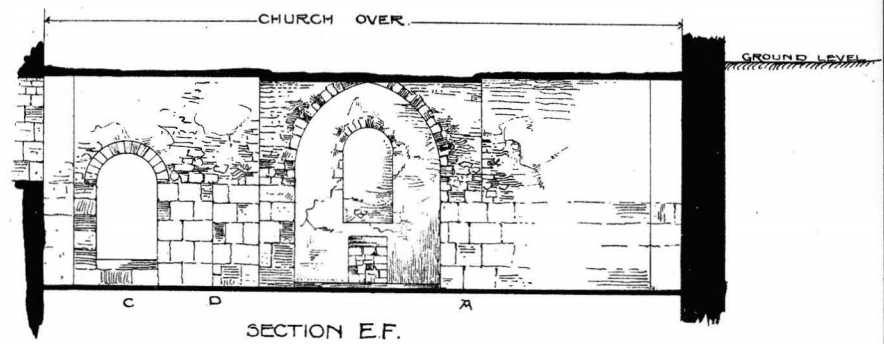 CHURCH OVER.
GROUND LEVEL
C D A
SECTION E.F.